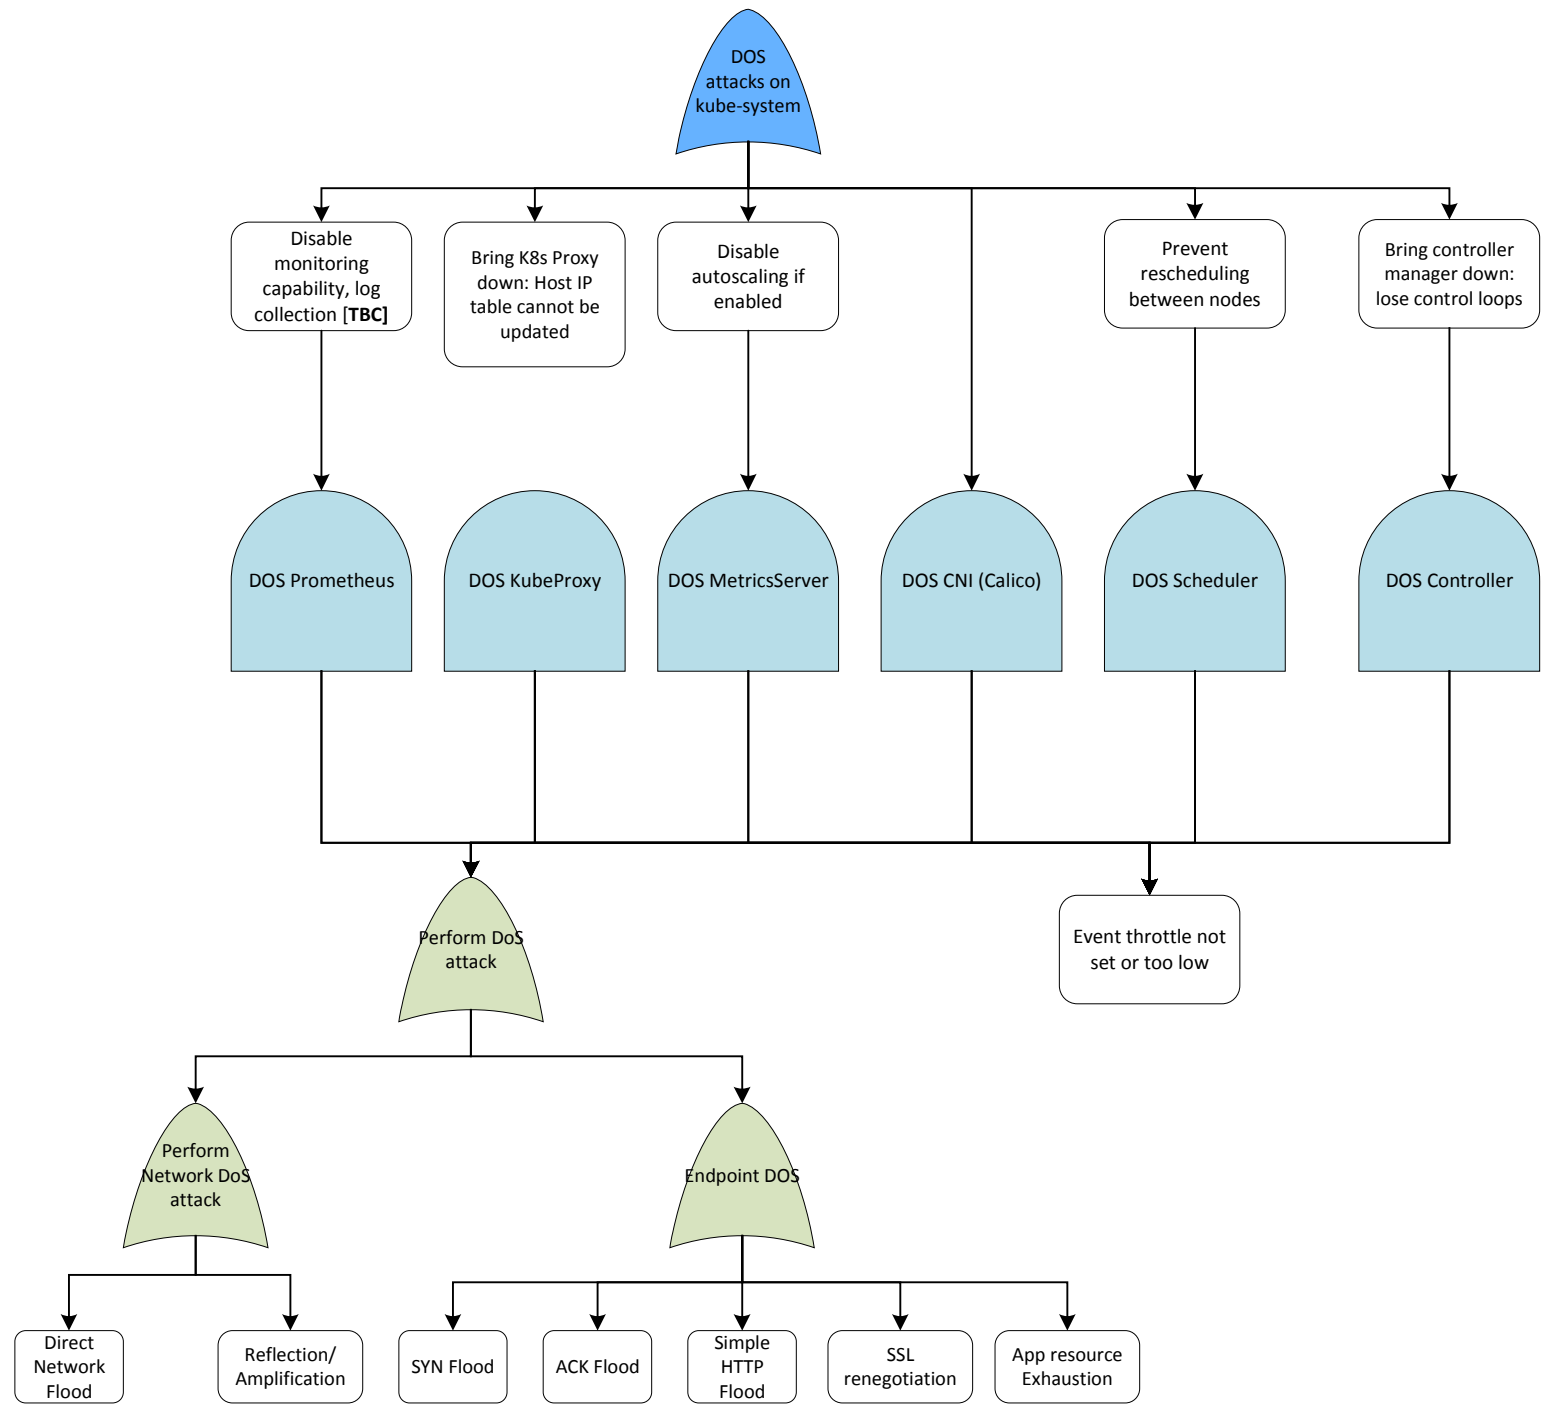 DOS
attacks on
kube-system
Disable
monitoring
capability, log
collection [TBC]
Bring K8s Proxy
down: Host IP
table cannot be
updated
Disable
autoscaling if
enabled
Prevent
rescheduling
between nodes
Bring controller
manager down:
lose control loops
DOS Prometheus
DOS KubeProxy
DOS MetricsServer
DOS CNI (Calico)
DOS Scheduler
DOS Controller
Perform DoS
attack
Event throttle not
set or too low
Perform
Network DoS
attack
Endpoint DOS
Direct
Network
Flood
Reflection/
Amplification
SYN Flood
ACK Flood
Simple
HTTP
Flood
SSL
renegotiation
App resource
Exhaustion